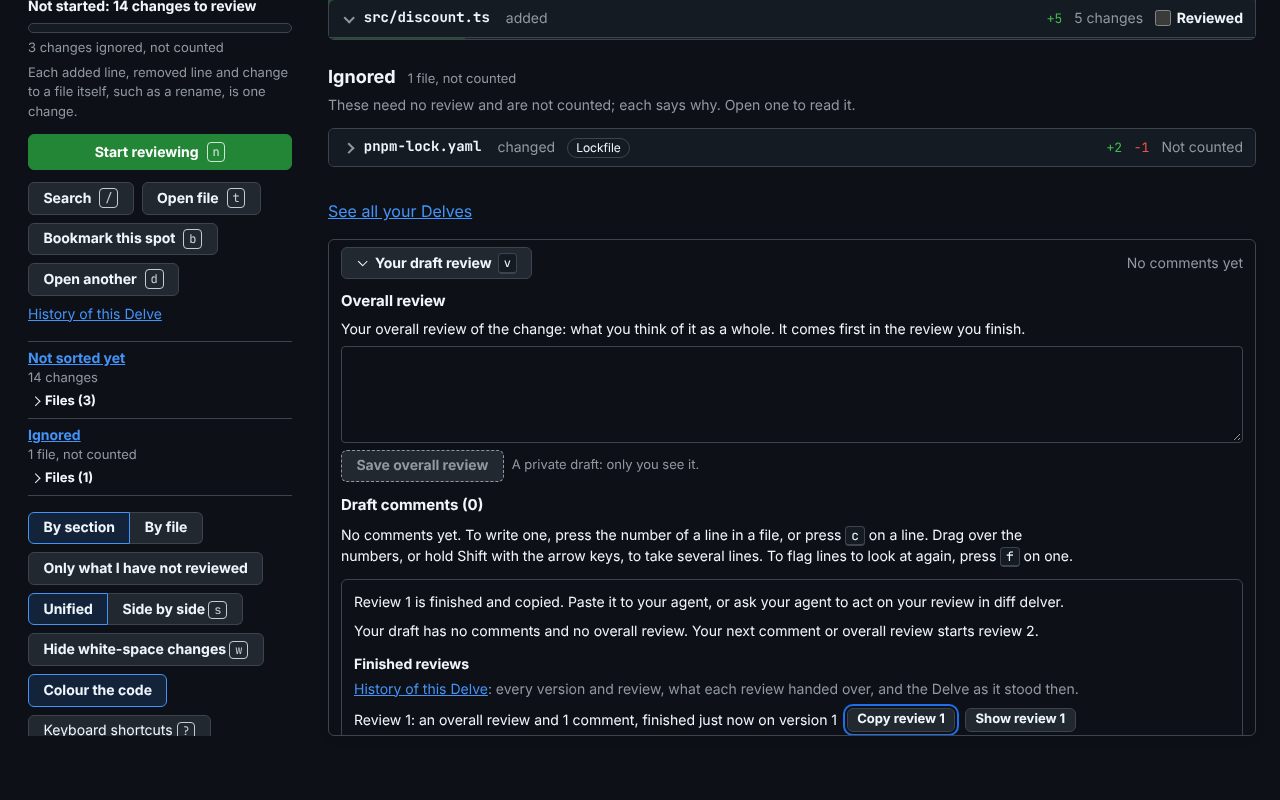 Not started: 14 changes to review
3 changes ignored, not counted
Each added line, removed line and change
to a file itself, such as a rename, is one
change.
Start reviewing n
Search /
Open file t
Bookmark this spot b
Open another d
History of this Delve
Not sorted yet
14 changes
Files (3)
Ignored
1 file, not counted
Files (1)
By section
By file
Only what I have not reviewed
Unified
Side by side s
Hide white-space changes w
Colour the code
Keyboard shortcuts ?
src/discount.ts added +5 5 changes Reviewed
Ignored 1 file, not counted
These need no review and are not counted; each says why. Open one to read it.
pnpm-lock.yaml changed Lockfile +2 -1 Not counted
See all your Delves
Your draft review v No comments yet
Overall review
Your overall review of the change: what you think of it as a whole. It comes first in the review you finish.
Save overall review A private draft: only you see it.
Draft comments (0)
No comments yet. To write one, press the number of a line in a file, or press c on a line. Drag over the
numbers, or hold Shift with the arrow keys, to take several lines. To flag lines to look at again, press f on one.
Review 1 is finished and copied. Paste it to your agent, or ask your agent to act on your review in diff delver.
Your draft has no comments and no overall review. Your next comment or overall review starts review 2.
Finished reviews
History of this Delve: every version and review, what each review handed over, and the Delve as it stood then.
Review 1: an overall review and 1 comment, finished just now on version 1 Copy review 1 Show review 1